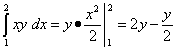 ∫₁² xy dx = y • x²/2 |₁² = 2y − y/2